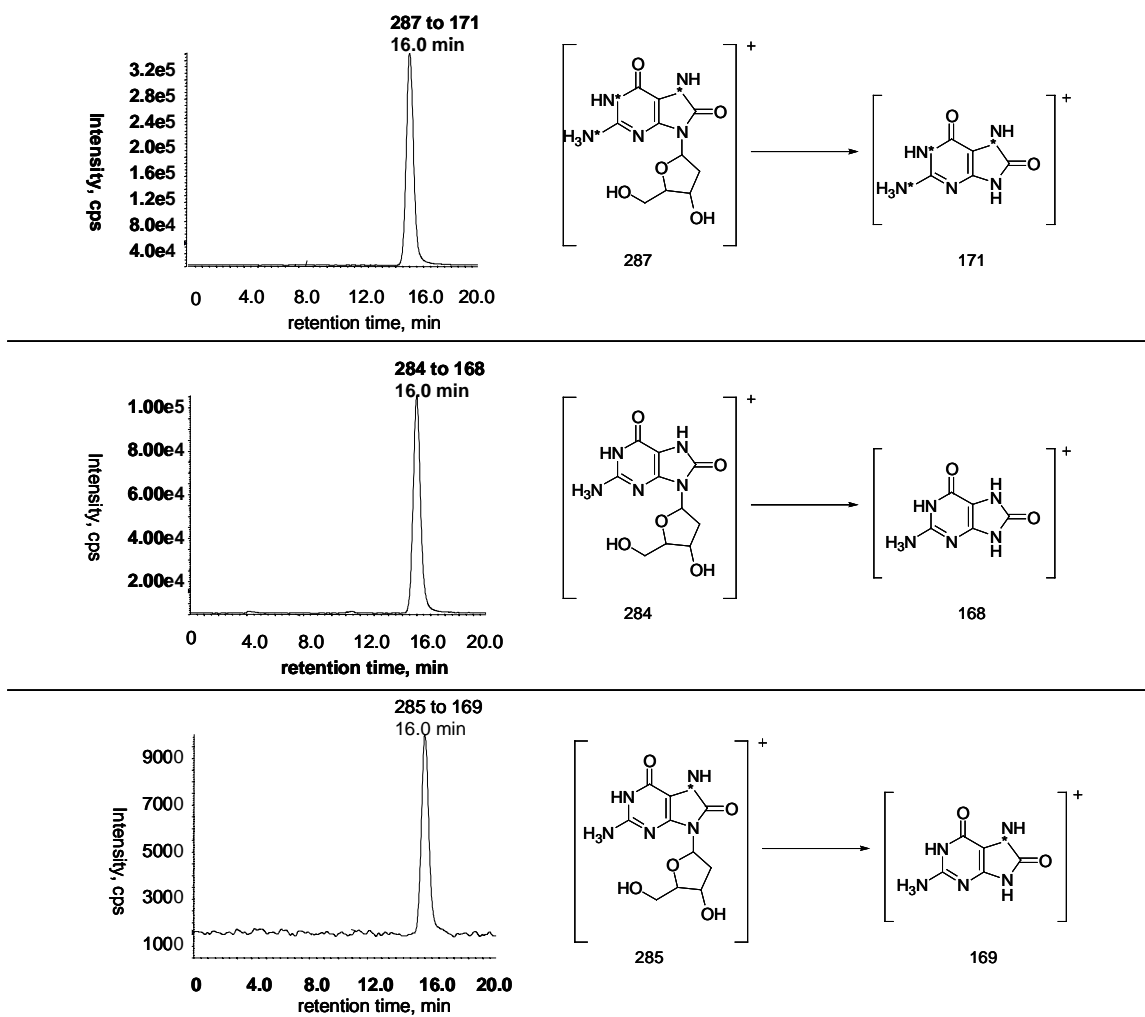 287 to 171
16.0 min
3.2e5
2.8e5
2.4e5
2.0e5
1.6e5
1.2e5
8.0e4
4.0e4
Intensity, cps
0 4.0 8.0 12.0 16.0 20.0
retention time, min
O
HN*
*NH
O
H3N*
N
N
O
HO
OH
+
287
O
HN*
*NH
O
H3N*
N
N
H
+
171
284 to 168
16.0 min
1.00e5
8.00e4
6.00e4
4.00e4
2.00e4
Intensity, cps
0 4.0 8.0 12.0 16.0 20.0
retention time, min
O
H
N
HN
O
H3N
N
N
O
HO
OH
+
284
O
H
N
HN
O
H3N
N
N
H
+
168
285 to 169
16.0 min
9000
7000
5000
3000
1000
Intensity, cps
0 4.0 8.0 12.0 16.0 20.0
retention time, min
O
*NH
HN
O
H3N
N
N
O
HO
OH
+
285
O
*NH
HN
O
H3N
N
N
H
+
169